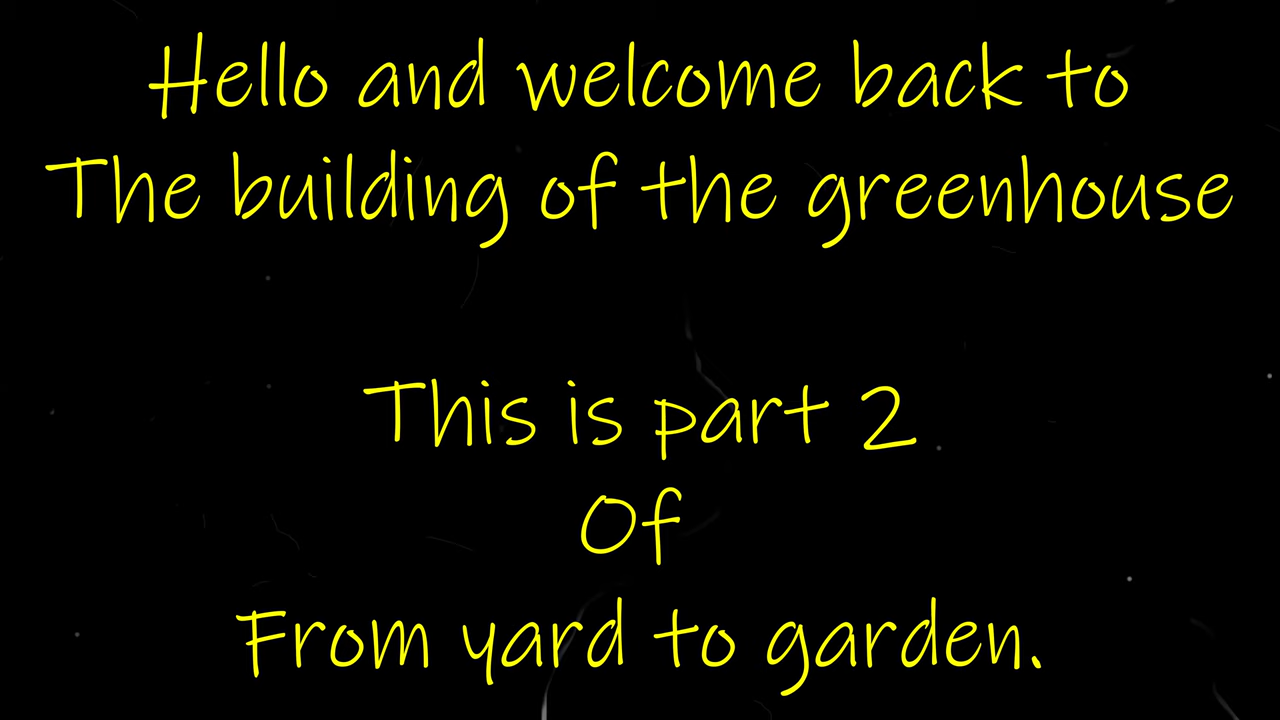 Hello and welcome back to
The building of the greenhouse
This is part 2
Of
From yard to garden.